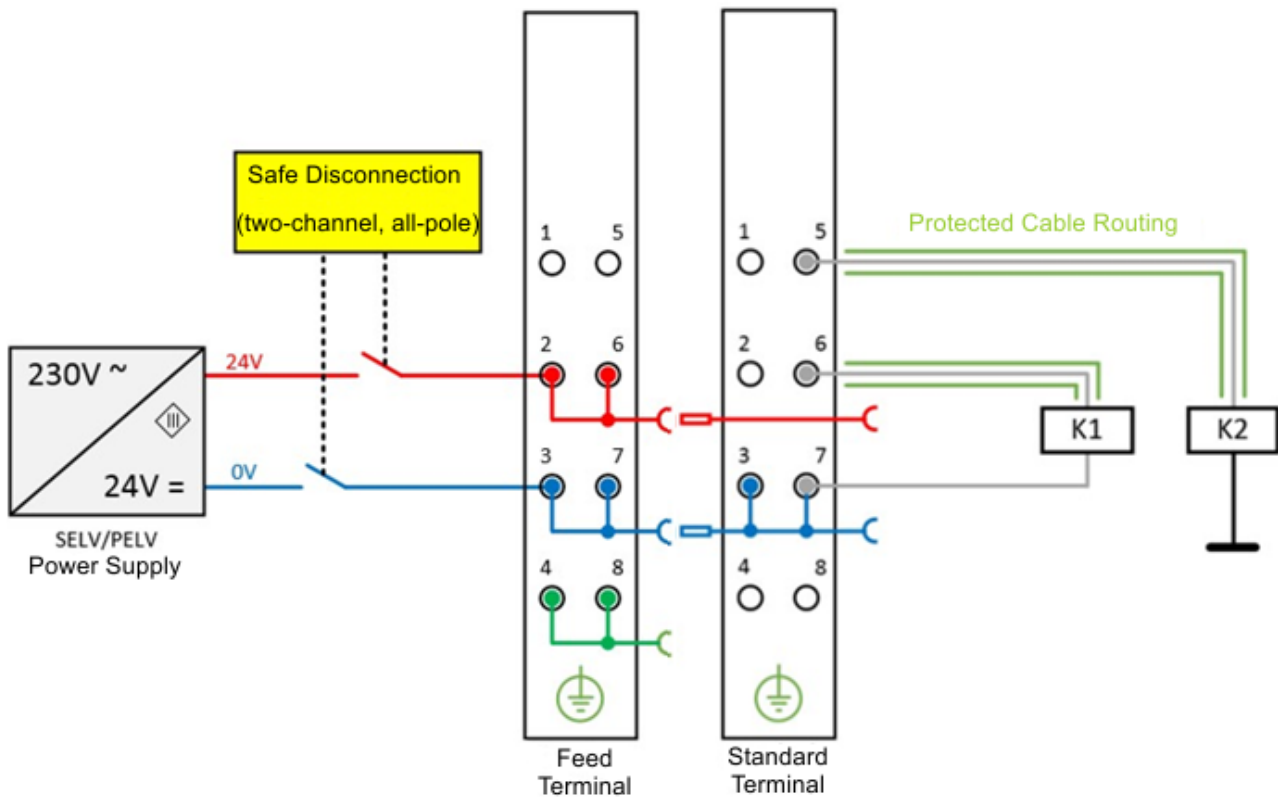 Safe Disconnection
(two-channel, all-pole)
230V ~
III
24V =
SELV/PELV
Power Supply
24V
0V
1 5
2 6
3 7
4 8
Feed
Terminal
1 5
2 6
3 7
4 8
Standard
Terminal
Protected Cable Routing
K1
K2